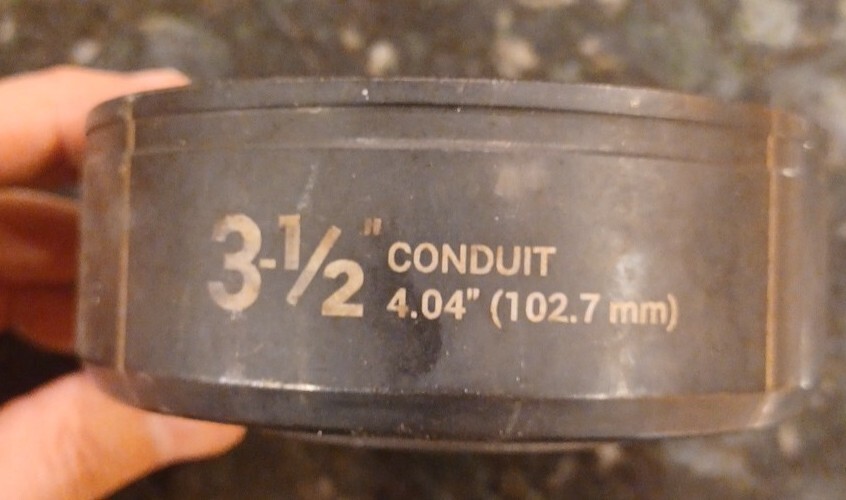 3-1/2" CONDUIT
4.04" (102.7 mm)